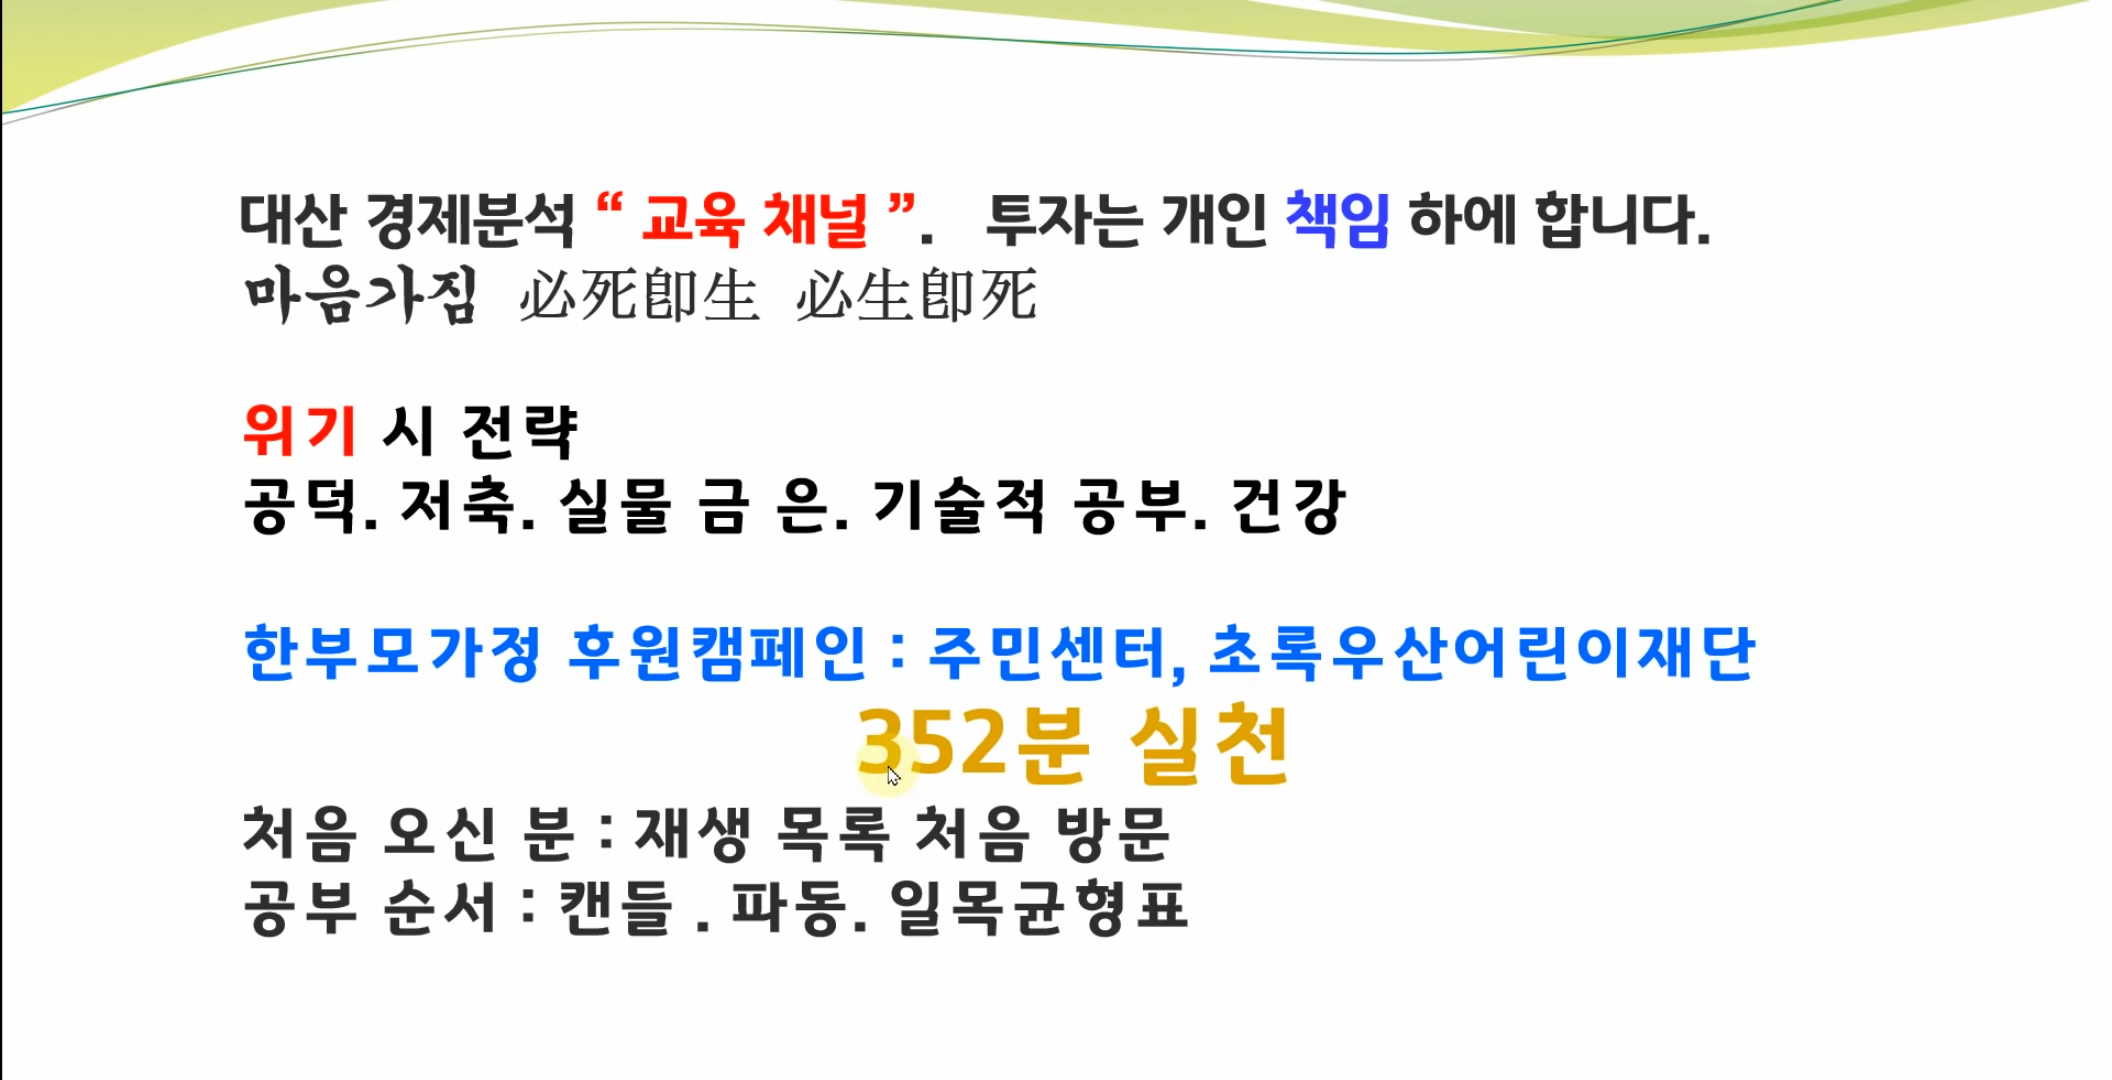 대산 경제분석 “ 교육 채널 ”. 투자는 개인 책임 하에 합니다.
마음가짐 必死卽生 必生卽死
위기 시 전략
공덕. 저축. 실물 금 은. 기술적 공부. 건강
한부모가정 후원캠페인 : 주민센터, 초록우산어린이재단
352분 실천
처음 오신 분 : 재생 목록 처음 방문
공부 순서 : 캔들 . 파동. 일목균형표